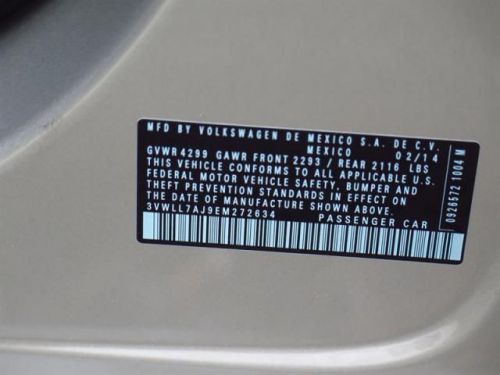 MFD BY VOLKSWAGEN DE MEXICO S.A. DE C.V.
MEXICO 02/14
GVWR 4299 GAWR FRONT 2293 / REAR 2116 LBS
THIS VEHICLE CONFORMS TO ALL APPLICABLE U.S.
FEDERAL MOTOR VEHICLE SAFETY, BUMPER AND
THEFT PREVENTION STANDARDS IN EFFECT ON
THE DATE OF MANUFACTURE SHOWN ABOVE.
3VWLL7AJ9EM272634 PASSENGER CAR
0926572 1004 M